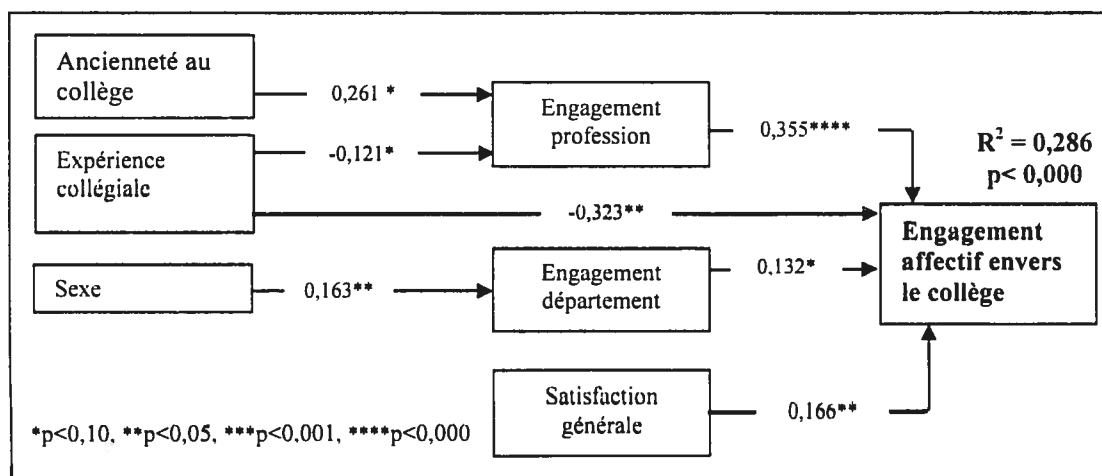 Ancienneté au
collège
0,261 *
Engagement
profession
0,355****
R² = 0,286
p< 0,000
Expérience
collégiale
-0,121*
-0,323**
Engagement
affectif envers
le collège
Sexe
0,163**
Engagement
département
0,132*
Satisfaction
générale
0,166**
*p<0,10, **p<0,05, ***p<0,001, ****p<0,000